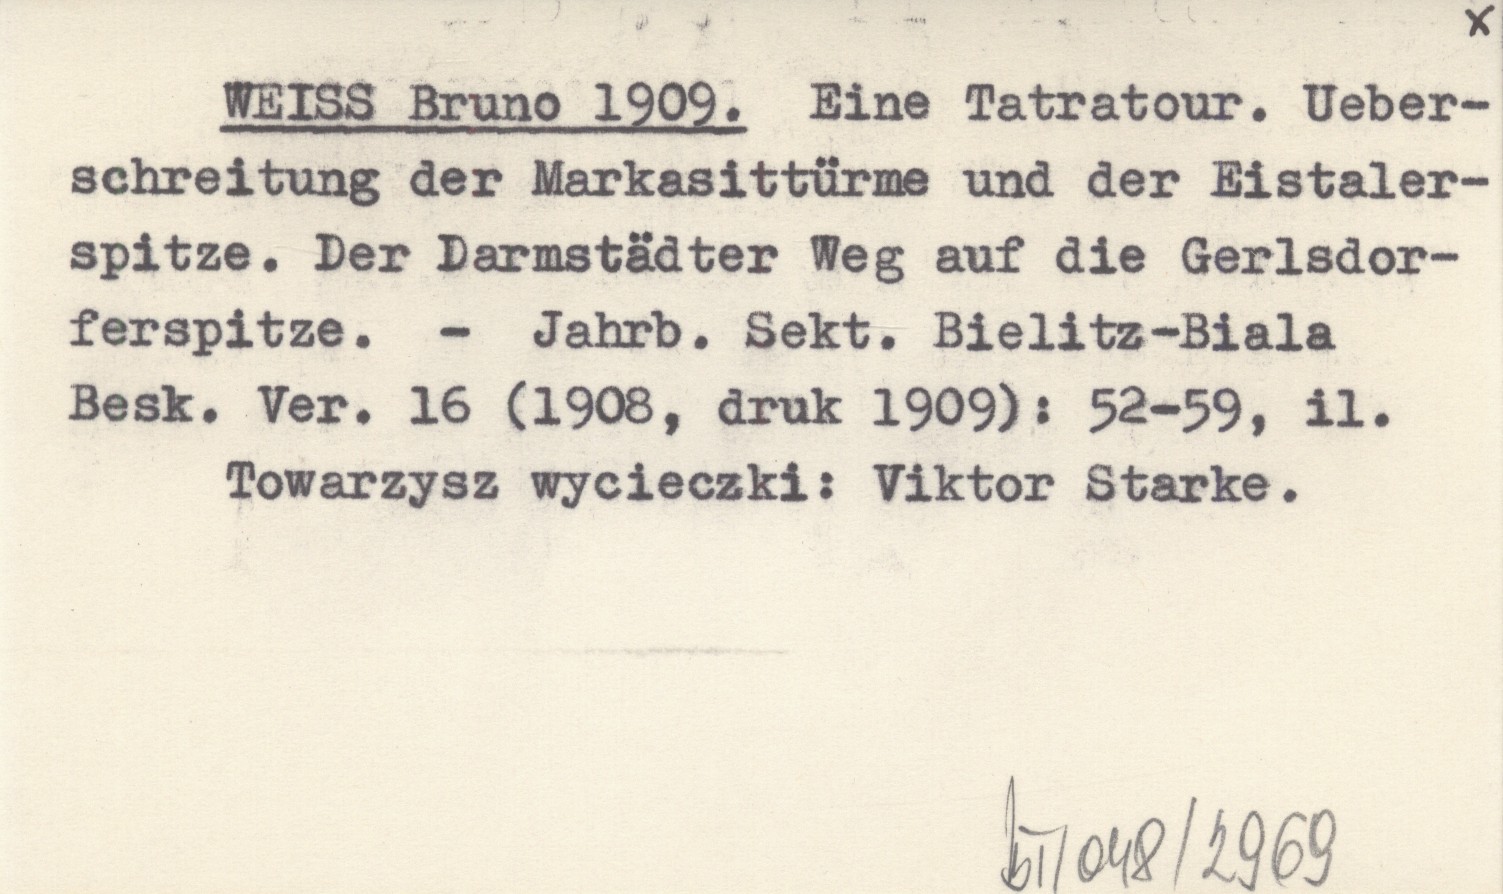 x
WEISS Bruno 1909. Eine Tatratour. Ueber-
schreitung der Markasittürme und der Eistaler-
spitze. Der Darmstädter Weg auf die Gerlsdor-
ferspitze. - Jahrb. Sekt. Bielitz-Biala
Besk. Ver. 16 (1908, druk 1909): 52-59, il.
Towarzysz wycieczki: Viktor Starke.
048/2969